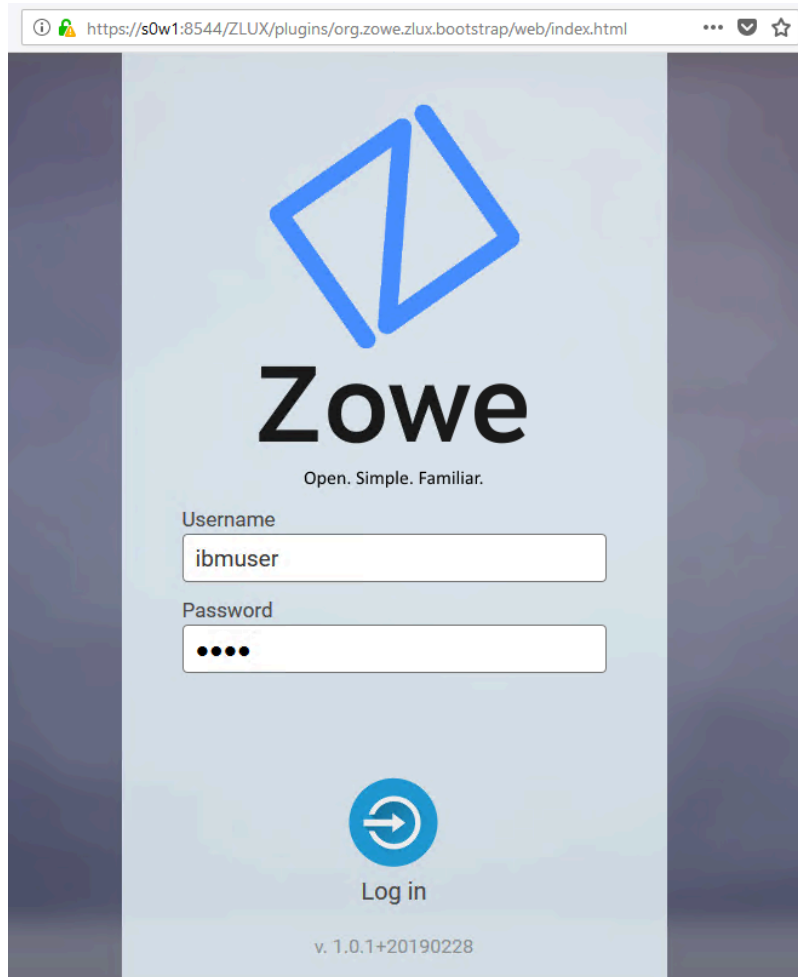 https://s0w1:8544/ZLUX/plugins/org.zowe.zlux.bootstrap/web/index.html
Zowe
Open. Simple. Familiar.
Username
ibmuser
Password
••••
Log in
v. 1.0.1+20190228